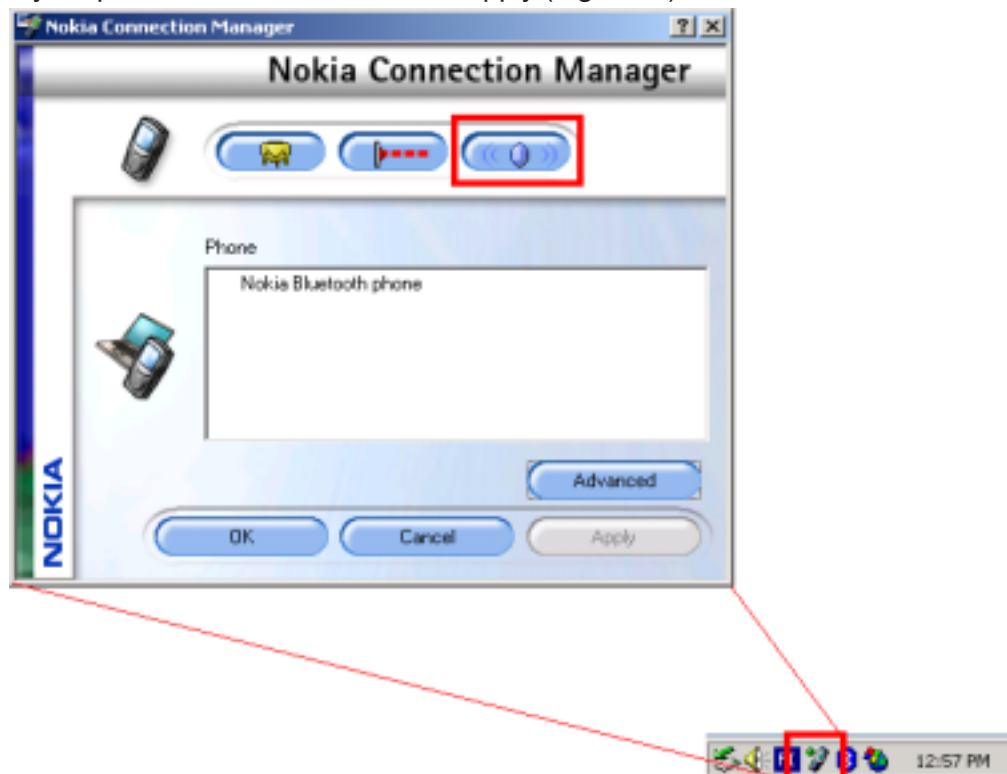 Nokia Connection Manager
Nokia Connection Manager
Phone
Nokia Bluetooth phone
Advanced
OK
Cancel
Apply
NOKIA
12:57 PM